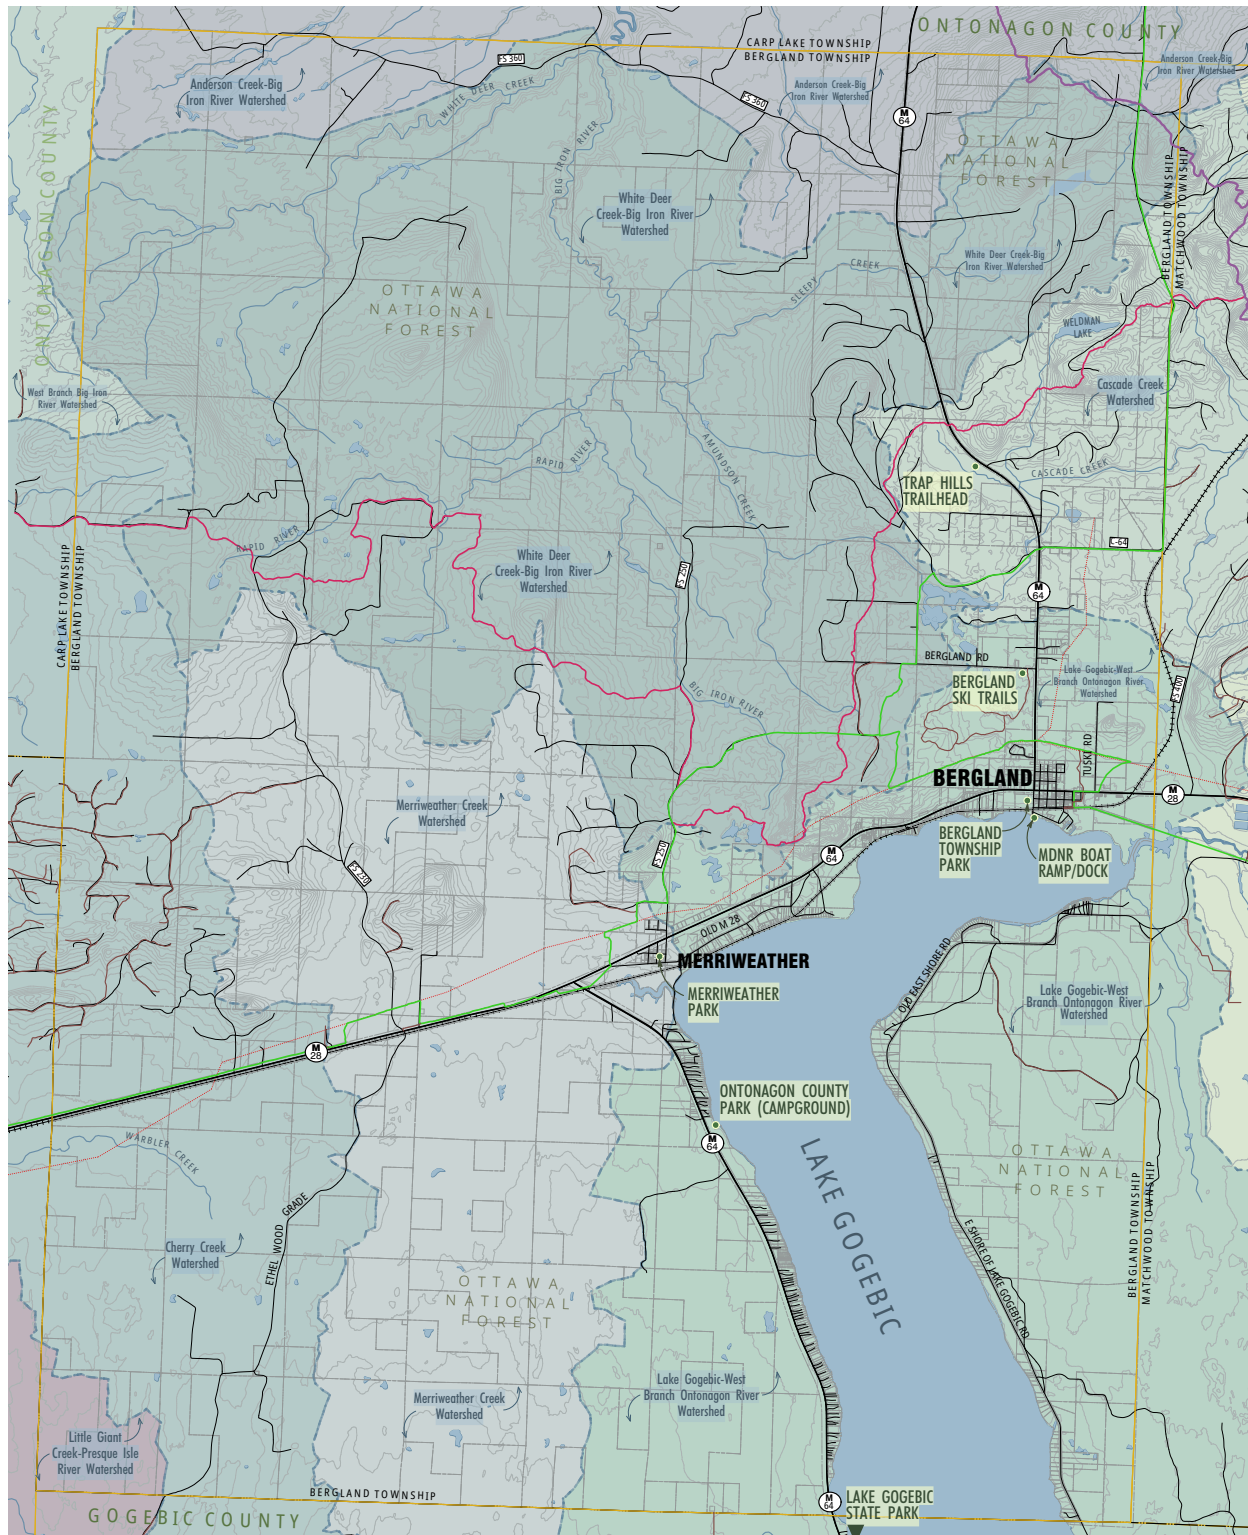 ONTONAGON COUNTY
CARP LAKE TOWNSHIP
BERGLAND TOWNSHIP
FS 360
Anderson Creek-Big
Iron River Watershed
WHITE DEER CREEK
Anderson Creek-Big
Iron River Watershed
Anderson Creek-Big
Iron River Watershed
FS 360
M
64
ONTONAGON COUNTY
BIG IRON RIVER
OTTAWA
NATIONAL
FOREST
BERGLAND TOWNSHIP
MATCHWOOD TOWNSHIP
White Deer
Creek-Big Iron River
Watershed
White Deer Creek-Big
Iron River Watershed
SLEEPY CREEK
OTTAWA
NATIONAL
FOREST
WELDMAN
LAKE
West Branch Big Iron
River Watershed
Cascade Creek
Watershed
AMUNDSON CREEK
RAPID RIVER
CASCADE CREEK
TRAP HILLS
TRAILHEAD
RAPID RIVER
C-64
CARP LAKE TOWNSHIP
BERGLAND TOWNSHIP
White Deer
Creek-Big Iron River
Watershed
FS 250
M
64
BERGLAND RD
Lake Gogebic-West
Branch Ontonagon River
Watershed
BERGLAND
SKI TRAILS
FS 400
BIG IRON RIVER
TUSKI RD
BERGLAND
M
28
Merriweather Creek
Watershed
BERGLAND
TOWNSHIP
PARK
MDNR BOAT
RAMP/DOCK
FS 250
M
64
FS 230
OLD M 28
MERRIWEATHER
MERRIWEATHER
PARK
OLD EAST SHORE RD
Lake Gogebic-West
Branch Ontonagon River
Watershed
M
28
ONTONAGON COUNTY
PARK (CAMPGROUND)
M
64
WARBLER CREEK
LAKE GOGEBIC
OTTAWA
NATIONAL
FOREST
BERGLAND TOWNSHIP
MATCHWOOD TOWNSHIP
ETHEL WOOD GRADE
Cherry Creek
Watershed
E SHORE OF LAKE GOGEBIC RD
OTTAWA
NATIONAL
FOREST
Lake Gogebic-West
Branch Ontonagon River
Watershed
Merriweather Creek
Watershed
Little Giant
Creek-Presque Isle
River Watershed
BERGLAND TOWNSHIP
GOGEBIC COUNTY
M
64
LAKE GOGEBIC
STATE PARK